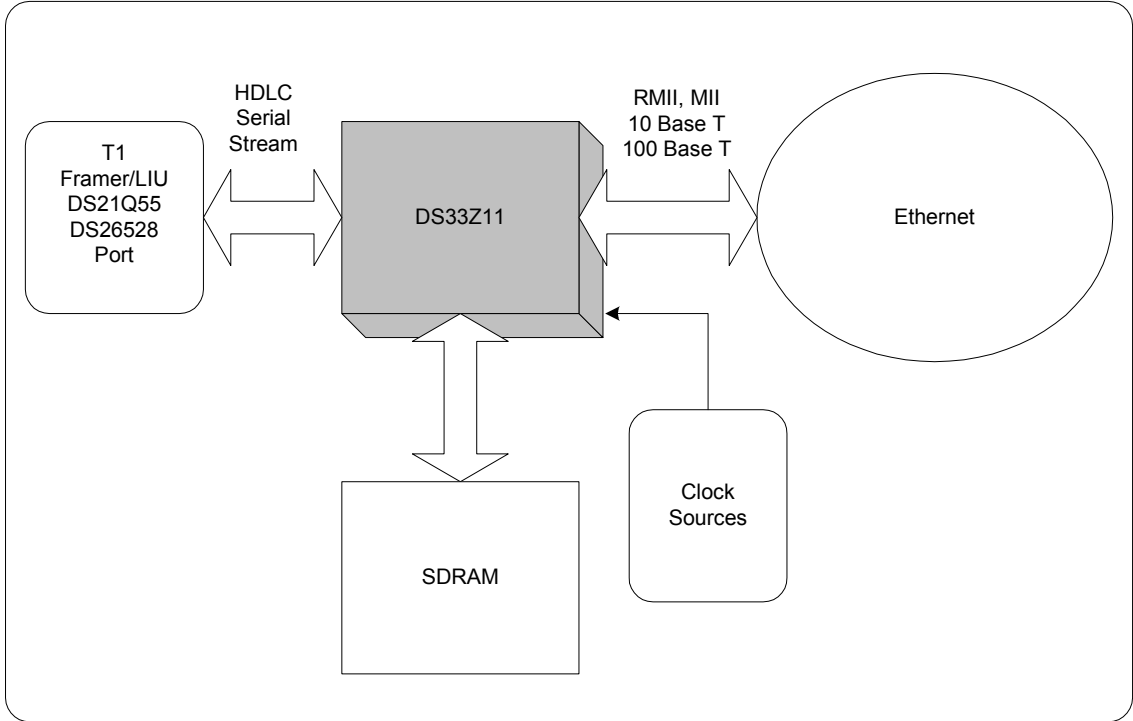 HDLC
Serial
Stream
RMII, MII
10 Base T
100 Base T
T1
Framer/LIU
DS21Q55
DS26528
Port
DS33Z11
Ethernet
Clock
Sources
SDRAM